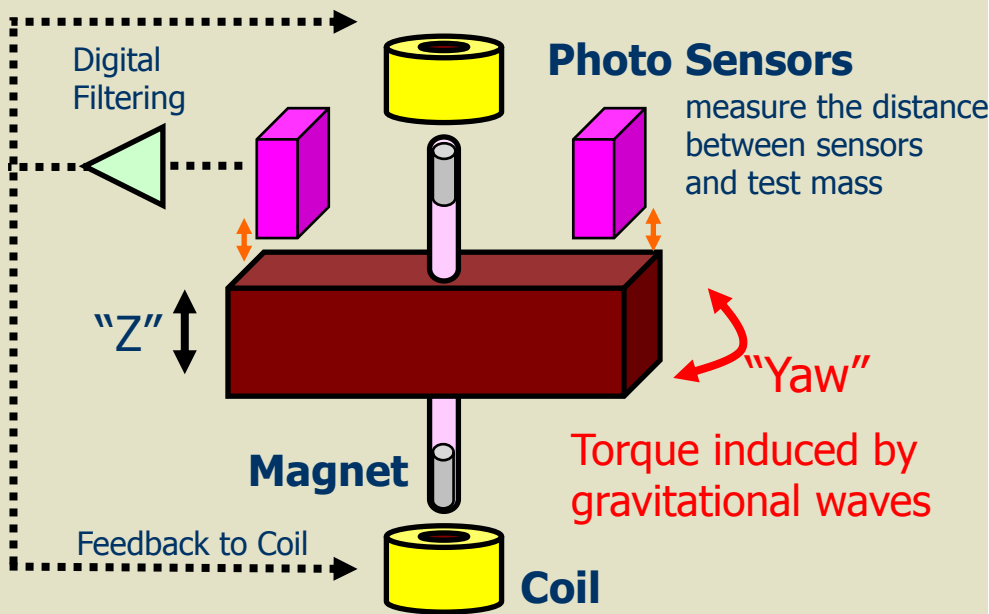 Digital
Filtering
Photo Sensors
measure the distance
between sensors
and test mass
“Z”
“Yaw”
Magnet
Torque induced by
gravitational waves
Feedback to Coil
Coil